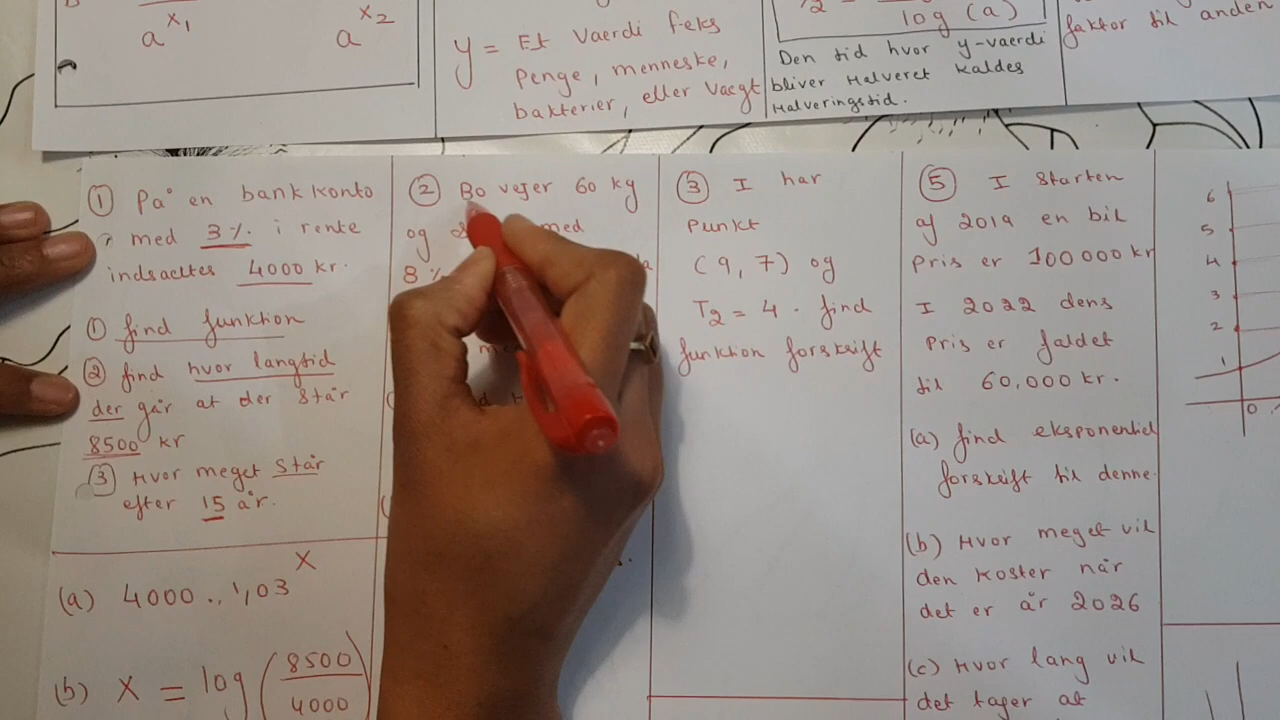 a^x1
a^x2
y = Et Vaerdi feks
Penge, menneske,
bakterier, eller Vaegt
log (a)
Den tid hvor y-vaerdi
bliver Halveret kaldes
Halveringstid.
faktor til anden
① På en bankkonto
med 3% i rente
indsaettes 4000 kr.
① find funktion
② find hvor langtid
der går at der står
8500 kr
③ Hvor meget står
efter 15 år.
(a) 4000 . 1,03^x
(b) x = log (8500/4000)
② Bo vejer 60 kg
og med
8 %
③ I har
Punkt
(9, 7) og
T2 = 4 . find
funktion forskrift
⑤ I starten
af 2019 en bil
Pris er 100000 kr
I 2022 dens
Pris er faldet
til 60,000 kr.
(a) find eksponentiel
forskrift til denne.
(b) Hvor meget vil
den koster når
det er år 2026
(c) Hvor lang vil
det tager at
6
5
4
3
2
1
0